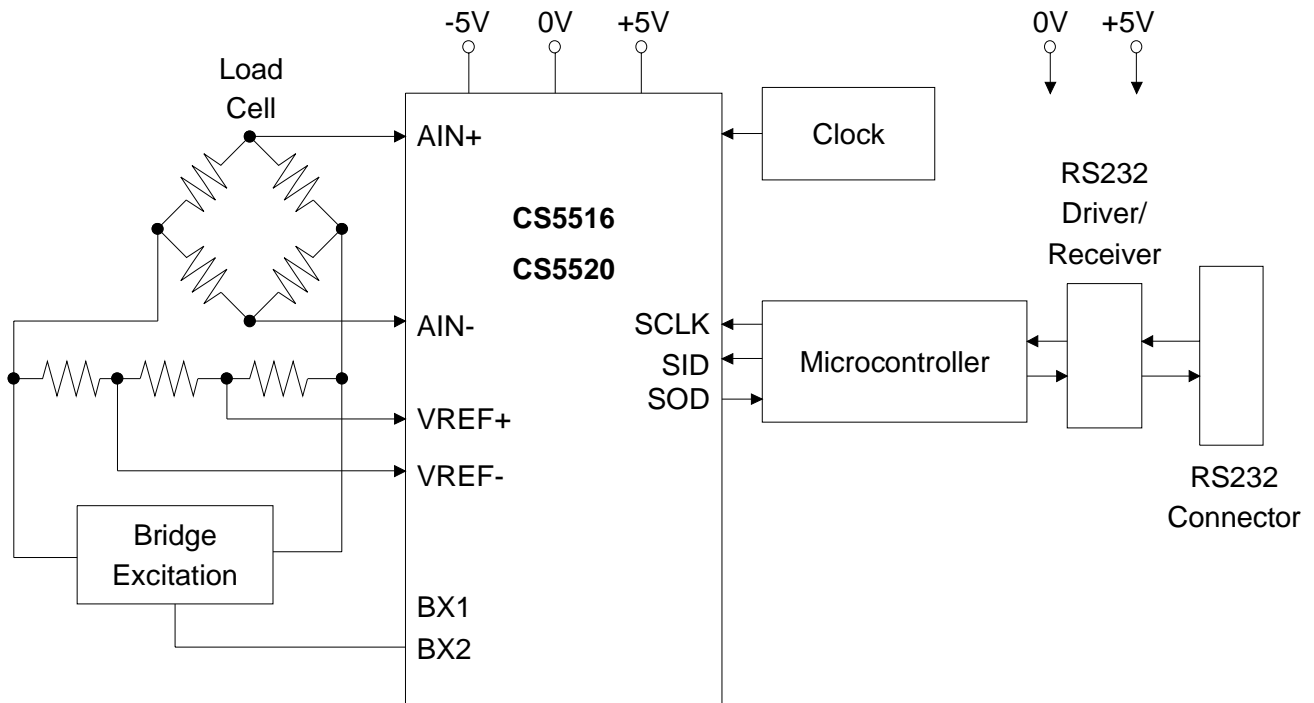 -5V
0V
+5V
0V
+5V
Load
Cell
AIN+
Clock
CS5516
CS5520
RS232
Driver/
Receiver
AIN-
SCLK
SID
SOD
Microcontroller
VREF+
VREF-
RS232
Connector
Bridge
Excitation
BX1
BX2